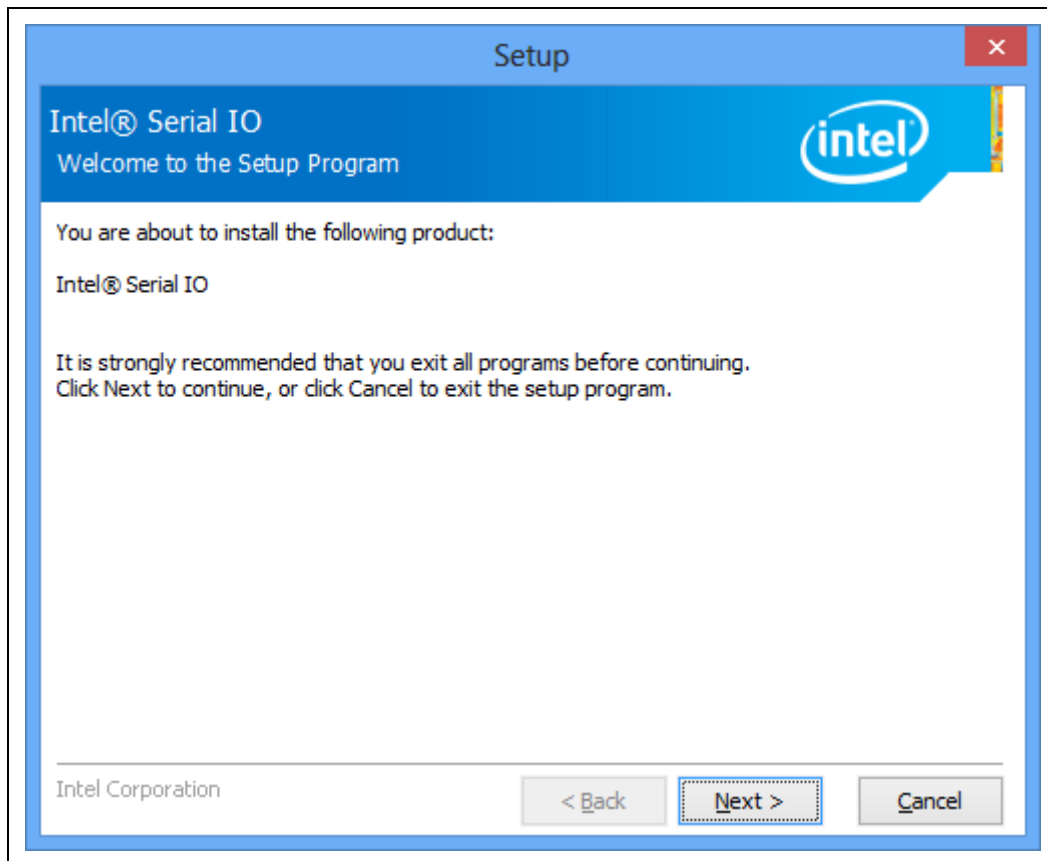 Setup
Intel® Serial IO
Welcome to the Setup Program
intel
You are about to install the following product:
Intel® Serial IO
It is strongly recommended that you exit all programs before continuing.
Click Next to continue, or click Cancel to exit the setup program.
Intel Corporation
< Back
Next >
Cancel